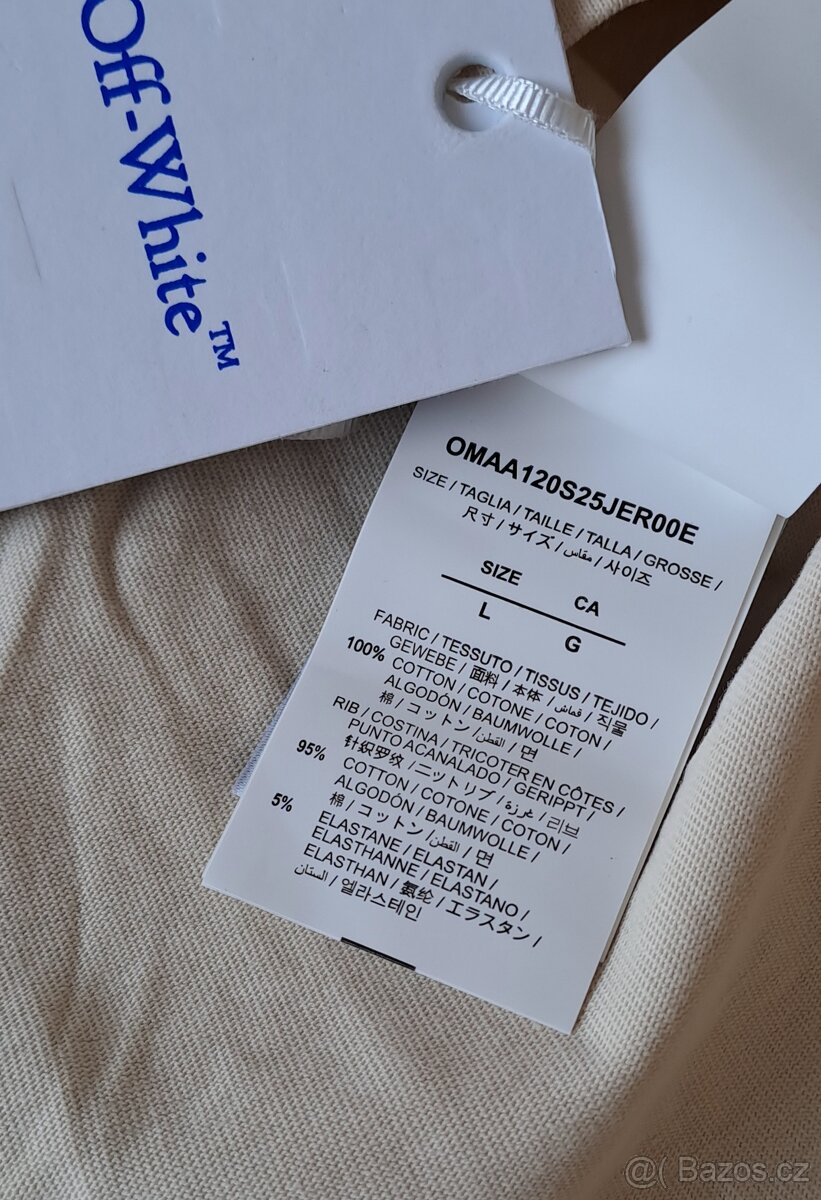 Off-White™
OMAA120S25JER00E
SIZE / TAGLIA / TAILLE / TALLA / GROSSE /
尺寸 / サイズ / مقاس / 사이즈
SIZE CA
L G
FABRIC / TESSUTO / TISSUS / TEJIDO /
GEWEBE / 面料 / 本体 / قماش / 직물
100% COTTON / COTONE / COTON /
ALGODÓN / BAUMWOLLE /
棉 / コットン / القطن / 면
RIB / COSTINA / TRICOTER EN CÔTES /
PUNTO ACANALADO / GERIPPT /
针织罗纹 / ニットリブ / غرزة / 리브
95% COTTON / COTONE / COTON /
ALGODÓN / BAUMWOLLE /
棉 / コットン / القطن / 면
5% ELASTANE / ELASTAN /
ELASTHANNE / ELASTANO /
ELASTHAN / 氨纶 / エラスタン /
الستان / 엘라스테인
@( Bazos.cz